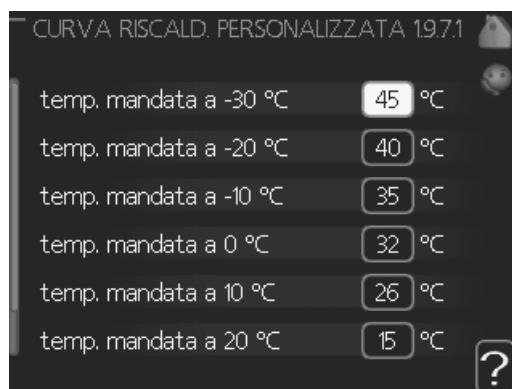 CURVA RISCALD. PERSONALIZZATA 1.9.7.1
temp. mandata a -30 °C 45 °C
temp. mandata a -20 °C 40 °C
temp. mandata a -10 °C 35 °C
temp. mandata a 0 °C 32 °C
temp. mandata a 10 °C 26 °C
temp. mandata a 20 °C 15 °C
?